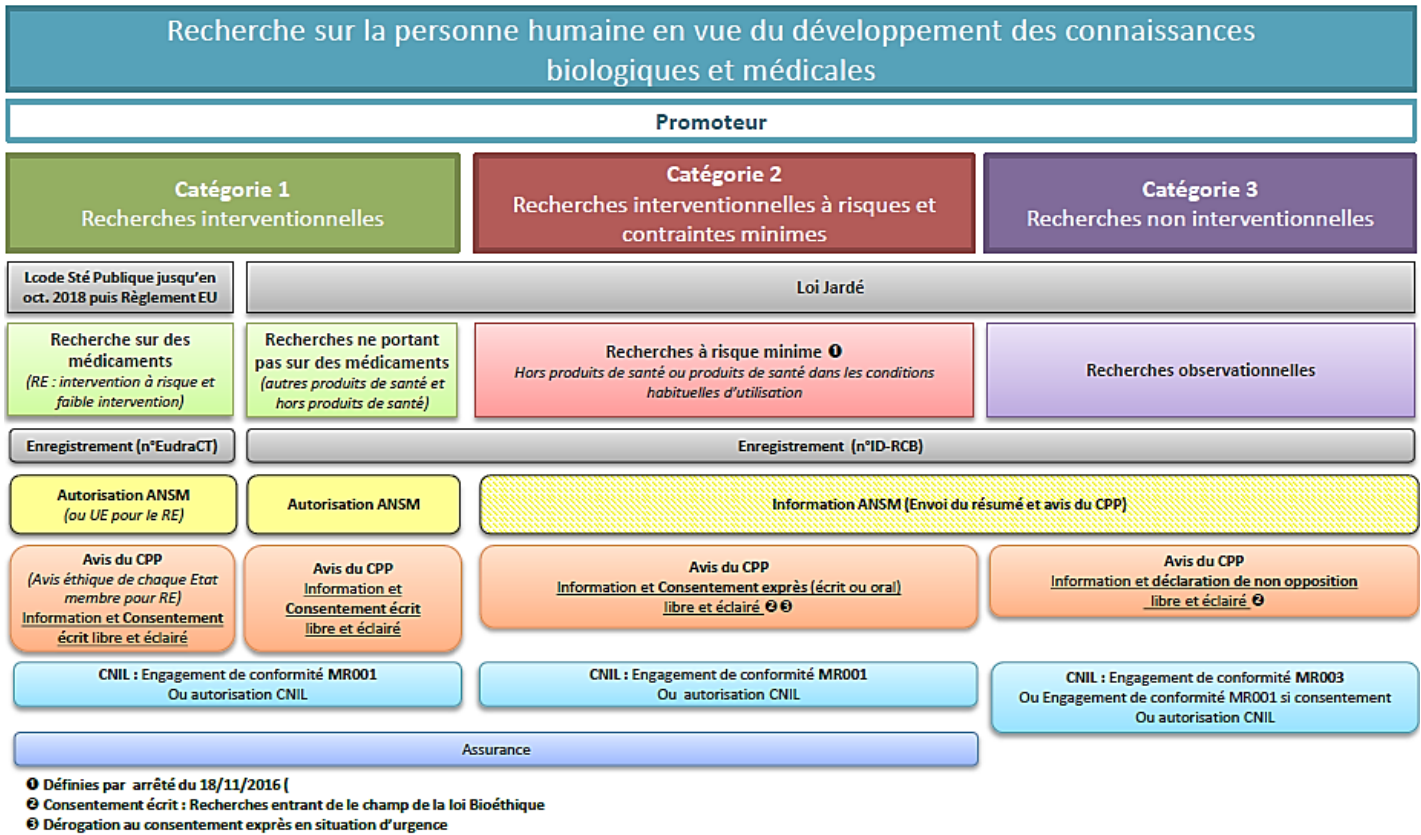 Recherche sur la personne humaine en vue du développement des connaissances
biologiques et médicales
Promoteur
Catégorie 1
Recherches interventionnelles
Catégorie 2
Recherches interventionnelles à risques et
contraintes minimes
Catégorie 3
Recherches non interventionnelles
Lcode Sté Publique jusqu'en
oct. 2018 puis Règlement EU
Loi Jardé
Recherche sur des
médicaments
(RE : intervention à risque et
faible intervention)
Recherches ne portant
pas sur des médicaments
(autres produits de santé et
hors produits de santé)
Recherches à risque minime ❶
Hors produits de santé ou produits de santé dans les conditions
habituelles d'utilisation
Recherches observationnelles
Enregistrement (n°EudraCT)
Enregistrement (n°ID-RCB)
Autorisation ANSM
(ou UE pour le RE)
Autorisation ANSM
Information ANSM (Envoi du résumé et avis du CPP)
Avis du CPP
(Avis éthique de chaque Etat
membre pour RE)
Information et Consentement
écrit libre et éclairé
Avis du CPP
Information et
Consentement écrit
libre et éclairé
Avis du CPP
Information et Consentement exprès (écrit ou oral)
libre et éclairé ❷❸
Avis du CPP
Information et déclaration de non opposition
libre et éclairé ❷
CNIL : Engagement de conformité MR001
Ou autorisation CNIL
CNIL : Engagement de conformité MR001
Ou autorisation CNIL
CNIL : Engagement de conformité MR003
Ou Engagement de conformité MR001 si consentement
Ou autorisation CNIL
Assurance
❶ Définies par arrêté du 18/11/2016 (
❷ Consentement écrit : Recherches entrant de le champ de la loi Bioéthique
❸ Dérogation au consentement exprès en situation d'urgence